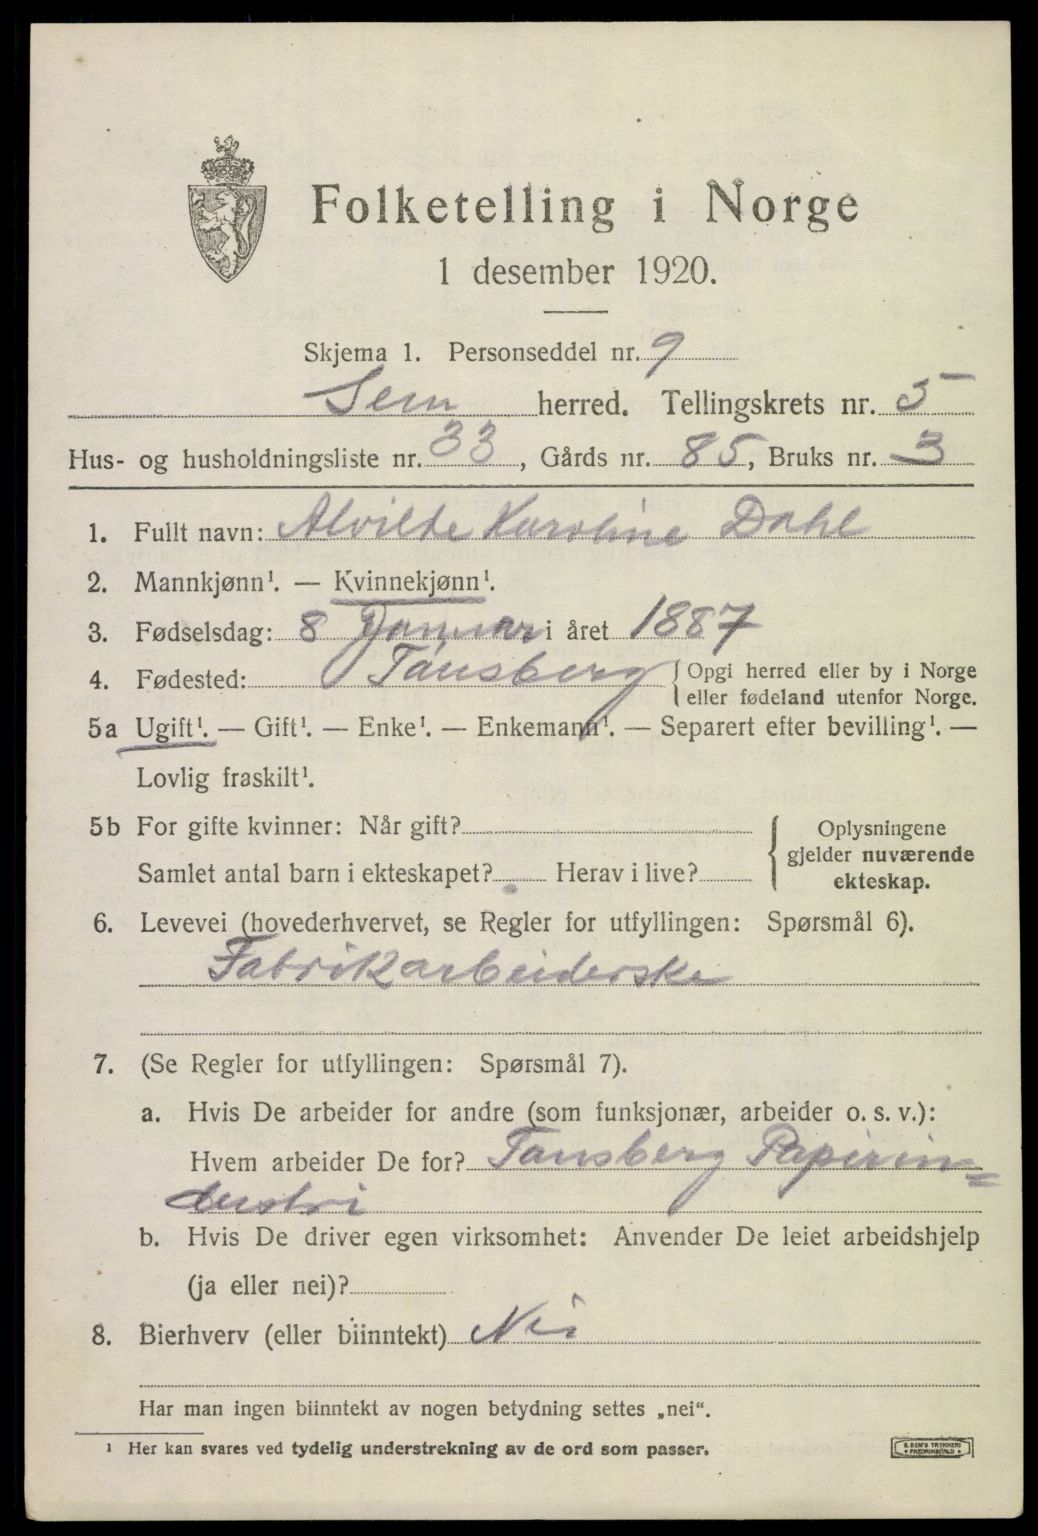 Folketelling i Norge
1 desember 1920.
Skjema 1. Personseddel nr. 9
Sem herred. Tellingskrets nr. 5
Hus- og husholdningsliste nr. 33, Gårds nr. 85, Bruks nr. 3
1. Fullt navn: Alvilde Karoline Dahl
2. Mannkjønn¹. — Kvinnekjønn¹.
3. Fødselsdag: 8 Januar i året 1887
4. Fødested: Tønsberg { Opgi herred eller by i Norge
eller fødeland utenfor Norge.
5a Ugift¹. — Gift¹. — Enke¹. — Enkemann¹. — Separert efter bevilling¹. —
Lovlig fraskilt¹.
5b For gifte kvinner: Når gift?
Samlet antal barn i ekteskapet? Herav i live?
{ Oplysningene
gjelder nuværende
ekteskap.
6. Levevei (hovederhvervet, se Regler for utfyllingen: Spørsmål 6).
Fabrikarbeiderske
7. (Se Regler for utfyllingen: Spørsmål 7).
a. Hvis De arbeider for andre (som funksjonær, arbeider o. s. v.):
Hvem arbeider De for? Tønsberg Papirin=
dustri
b. Hvis De driver egen virksomhet: Anvender De leiet arbeidshjelp
(ja eller nei)?
8. Bierhverv (eller biinntekt) Nei
Har man ingen biinntekt av nogen betydning settes „nei“.
¹ Her kan svares ved tydelig understrekning av de ord som passer.
E. SEM'S TRYKKERI
FREDRIKSHALD